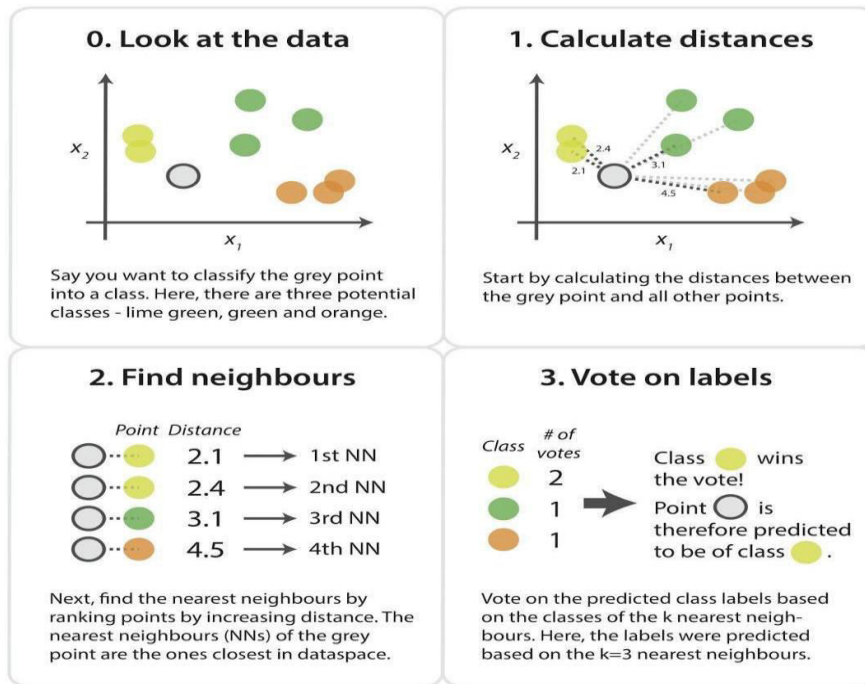 0. Look at the data
x2
x1
Say you want to classify the grey point
into a class. Here, there are three potential
classes - lime green, green and orange.
1. Calculate distances
x2
2.4
2.1
3.1
4.5
x1
Start by calculating the distances between
the grey point and all other points.
2. Find neighbours
Point Distance
2.1 1st NN
2.4 2nd NN
3.1 3rd NN
4.5 4th NN
Next, find the nearest neighbours by
ranking points by increasing distance. The
nearest neighbours (NNs) of the grey
point are the ones closest in dataspace.
3. Vote on labels
Class # of
votes
2
1
1
Class wins
the vote!
Point is
therefore predicted
to be of class .
Vote on the predicted class labels based
on the classes of the k nearest neigh-
bours. Here, the labels were predicted
based on the k=3 nearest neighbours.